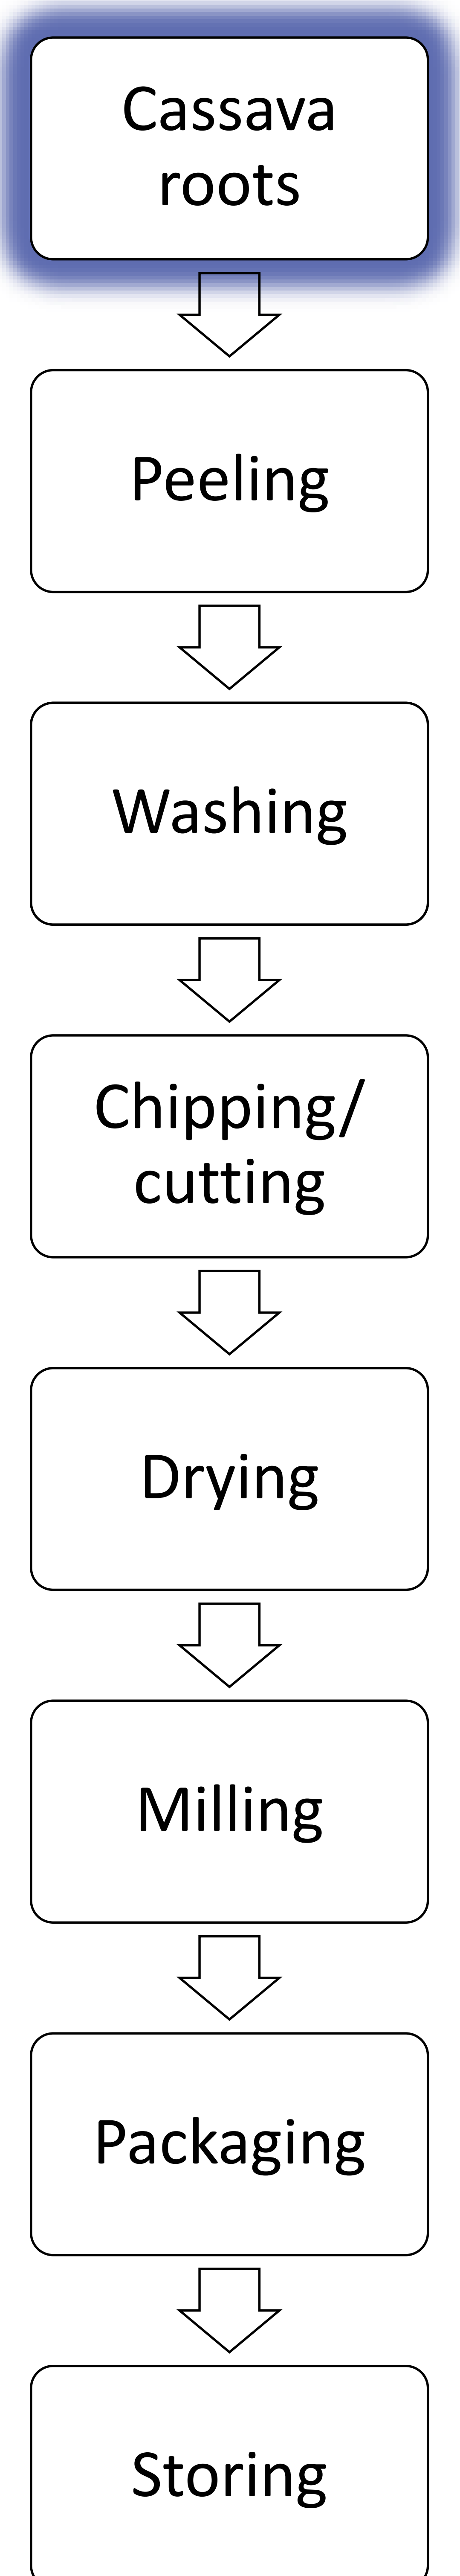 Cassava
roots
Peeling
Washing
Chipping/
cutting
Drying
Milling
Packaging
Storing